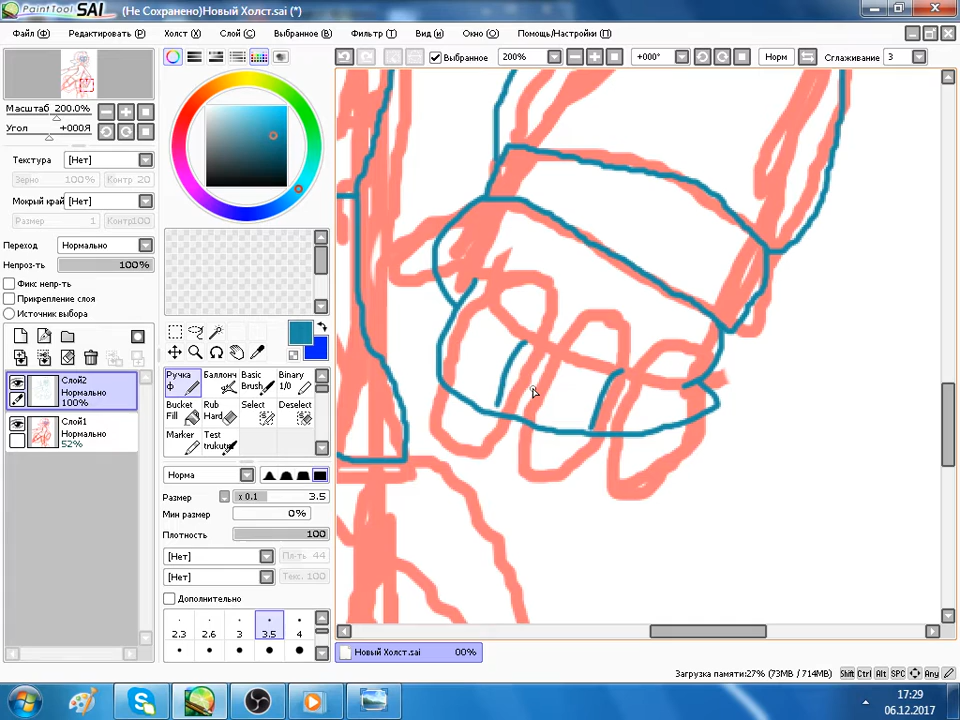 PaintTool SAI (Не Сохранено)Новый Холст.sai (*)
Файл (Ф) Редактировать (P) Холст (X) Слой (C) Выбранное (B) Фильтр (T) Вид (и) Окно (Q) Помощь/Настройки (П)
Выбранное 200% +000° Норм Сглаживание 3
Масштаб 200.0%
Угол +000Я
Текстура [Нет]
Зерно 100% Контр 20
Мокрый край [Нет]
Размер 1 Контр100
Переход Нормально
Непроз-ть 100%
Фикс непр-ть
Прикрепление слоя
Источник выбора
Слой2
Нормально
100%
Слой1
Нормально
52%
Ручка ф Баллонч Basic Brush Binary 1/0
Bucket Fill Rub Hard Select Deselect
Marker Test trukutu
Норма
Размер x 0.1 3.5
Мин размер 0%
Плотность 100
[Нет] Пл-ть 44
[Нет] Текс. 100
Дополнительно
2.3 2.6 3 3.5 4
Новый Холст.sai 00%
Загрузка памяти:27% (73MB / 714MB) Shift Ctrl Alt SPC Any
17:29
06.12.2017